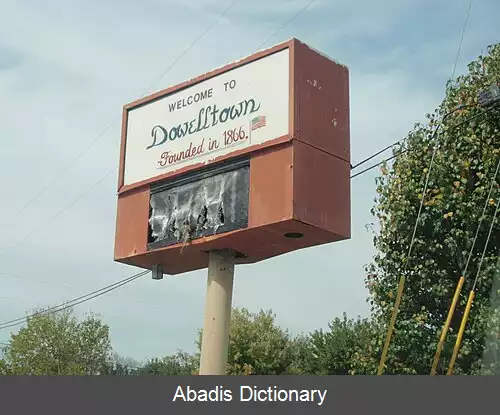 WELCOME TO
Dowelltown
-Founded in 1866.
Abadis Dictionary